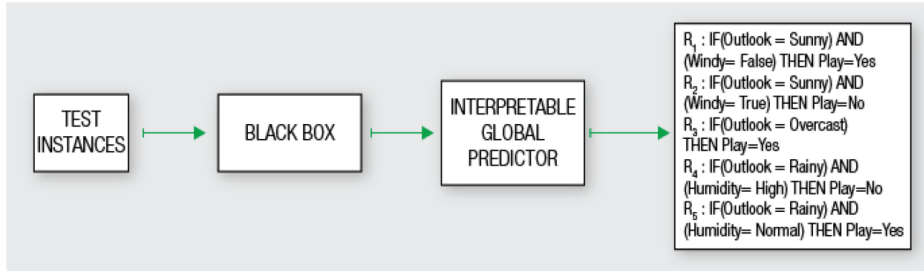 TEST
INSTANCES
BLACK BOX
INTERPRETABLE
GLOBAL
PREDICTOR
R₁ : IF(Outlook = Sunny) AND
(Windy= False) THEN Play=Yes
R₂ : IF(Outlook = Sunny) AND
(Windy= True) THEN Play=No
R₃ : IF(Outlook = Overcast)
THEN Play=Yes
R₄ : IF(Outlook = Rainy) AND
(Humidity= High) THEN Play=No
R₅ : IF(Outlook = Rainy) AND
(Humidity= Normal) THEN Play=Yes